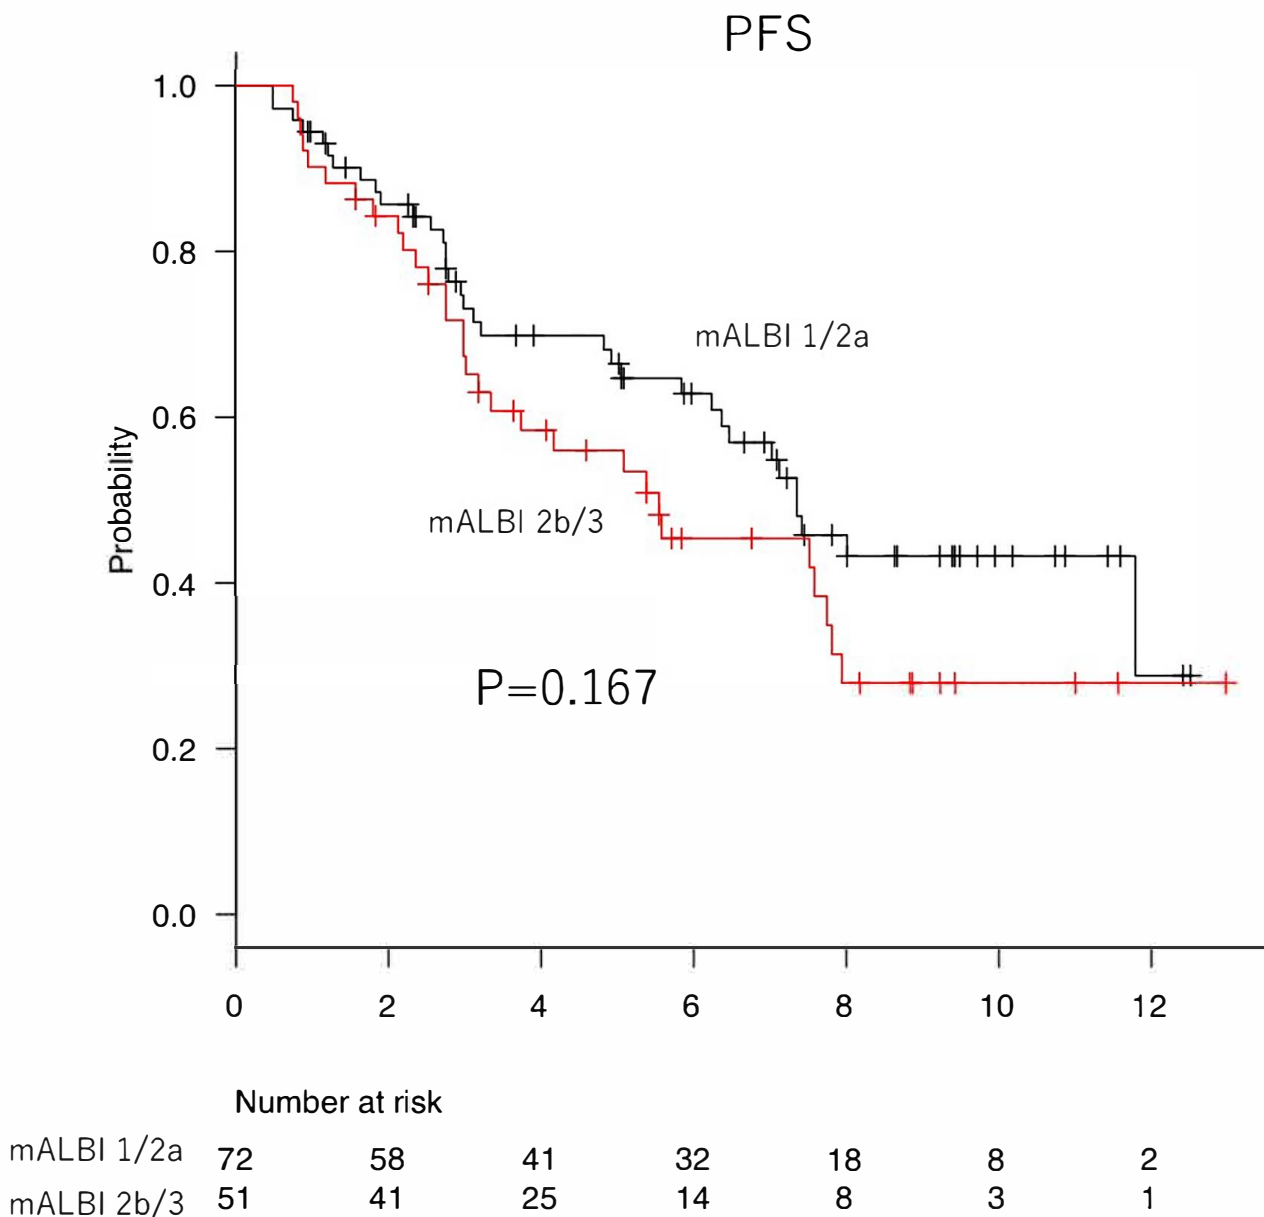 PFS
1.0
0.8
0.6
0.4
0.2
0.0
Probability
mALBI 1/2a
mALBI 2b/3
P=0.167
0 2 4 6 8 10 12
Number at risk
mALBI 1/2a 72 58 41 32 18 8 2
mALBI 2b/3 51 41 25 14 8 3 1